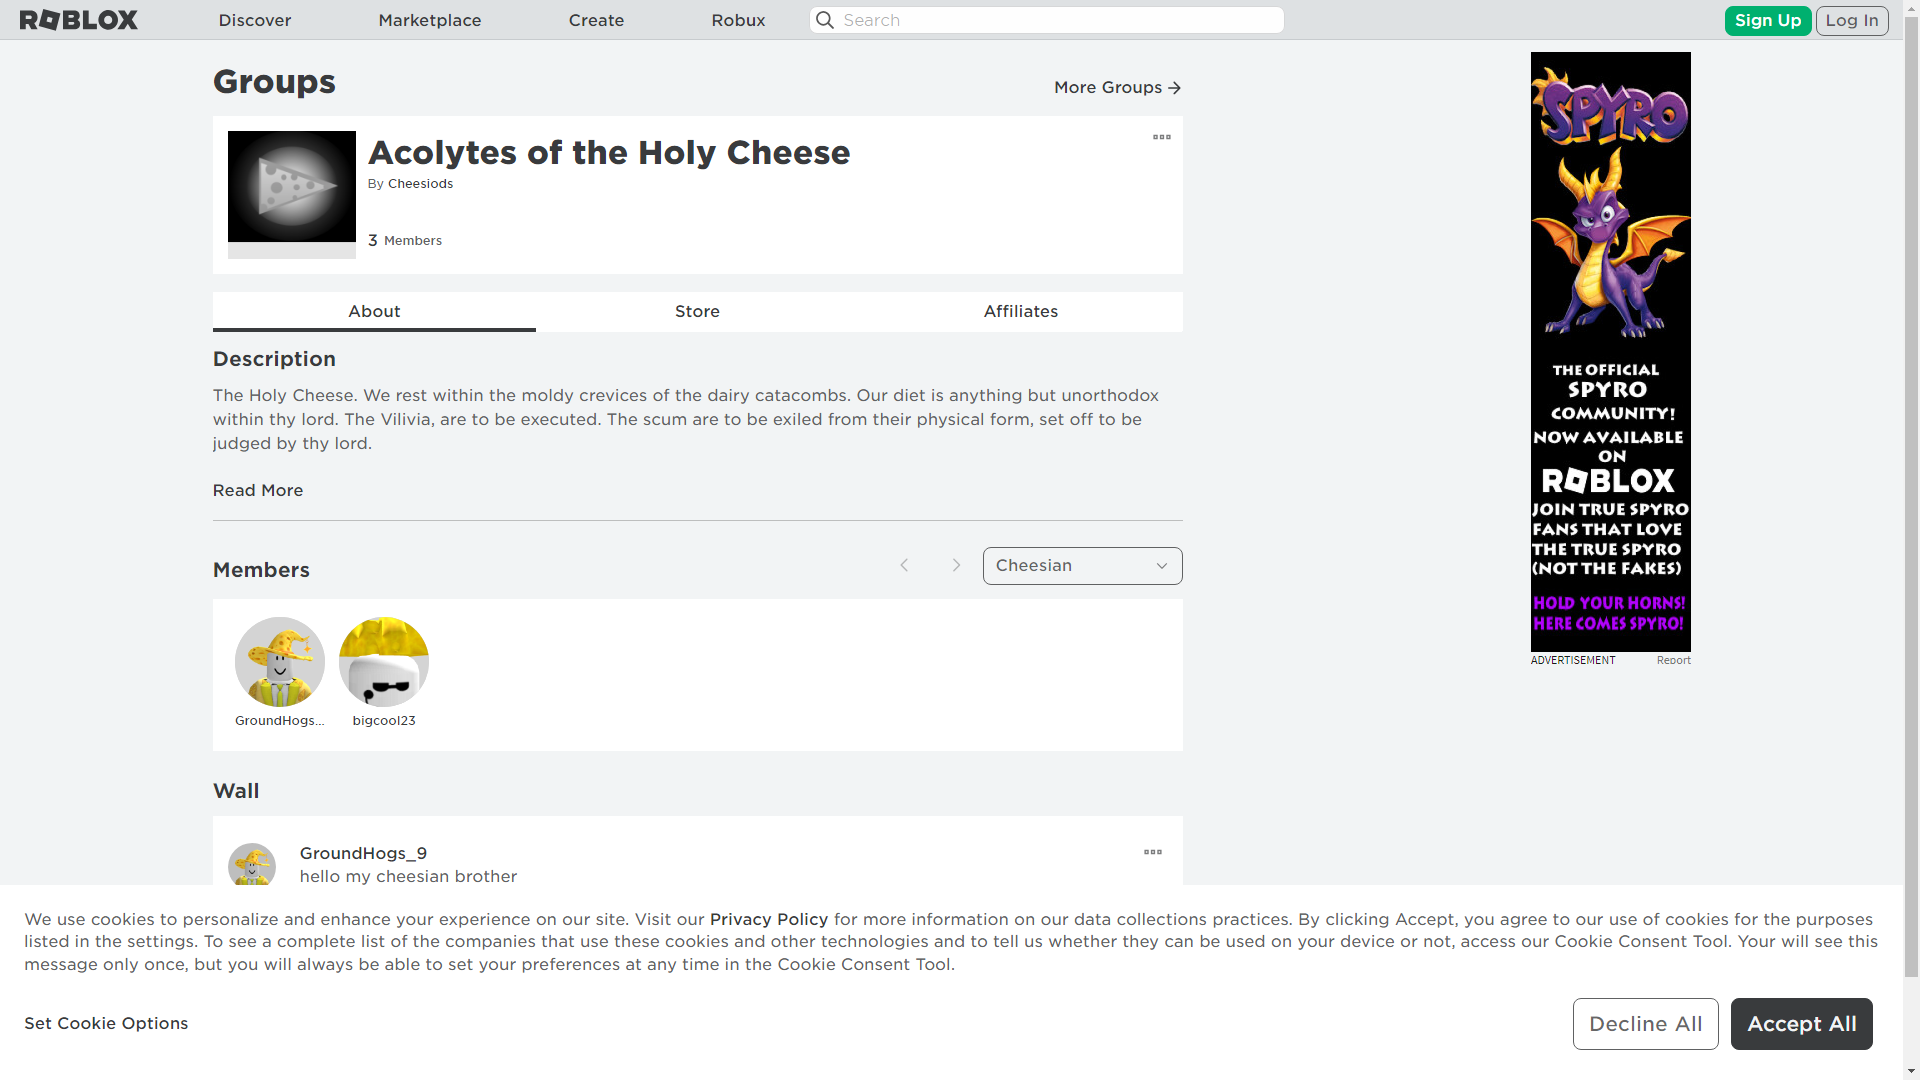 ROBLOX
Discover
Marketplace
Create
Robux
Search
Sign Up
Log In
Groups
More Groups
Acolytes of the Holy Cheese
By Cheesiods
3 Members
About
Store
Affiliates
Description
The Holy Cheese. We rest within the moldy crevices of the dairy catacombs. Our diet is anything but unorthodox
within thy lord. The Vilivia, are to be executed. The scum are to be exiled from their physical form, set off to be
judged by thy lord.
Read More
Members
Cheesian
GroundHogs...
bigcool23
Wall
GroundHogs_9
hello my cheesian brother
SPYRO
THE OFFICIAL
SPYRO
COMMUNITY!
NOW AVAILABLE
ON
ROBLOX
JOIN TRUE SPYRO
FANS THAT LOVE
THE TRUE SPYRO
(NOT THE FAKES)
HOLD YOUR HORNS!
HERE COMES SPYRO!
ADVERTISEMENT
Report
We use cookies to personalize and enhance your experience on our site. Visit our Privacy Policy for more information on our data collections practices. By clicking Accept, you agree to our use of cookies for the purposes
listed in the settings. To see a complete list of the companies that use these cookies and other technologies and to tell us whether they can be used on your device or not, access our Cookie Consent Tool. Your will see this
message only once, but you will always be able to set your preferences at any time in the Cookie Consent Tool.
Set Cookie Options
Decline All
Accept All